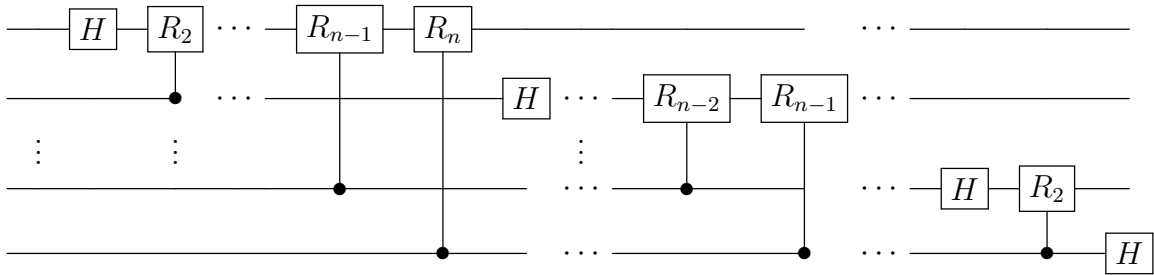 H R_2 ⋯ R_{n−1} R_n ⋯
⋯ H ⋯ R_{n−2} R_{n−1} ⋯
⋮ ⋮ ⋮
⋯ ⋯ H R_2
⋯ ⋯ H